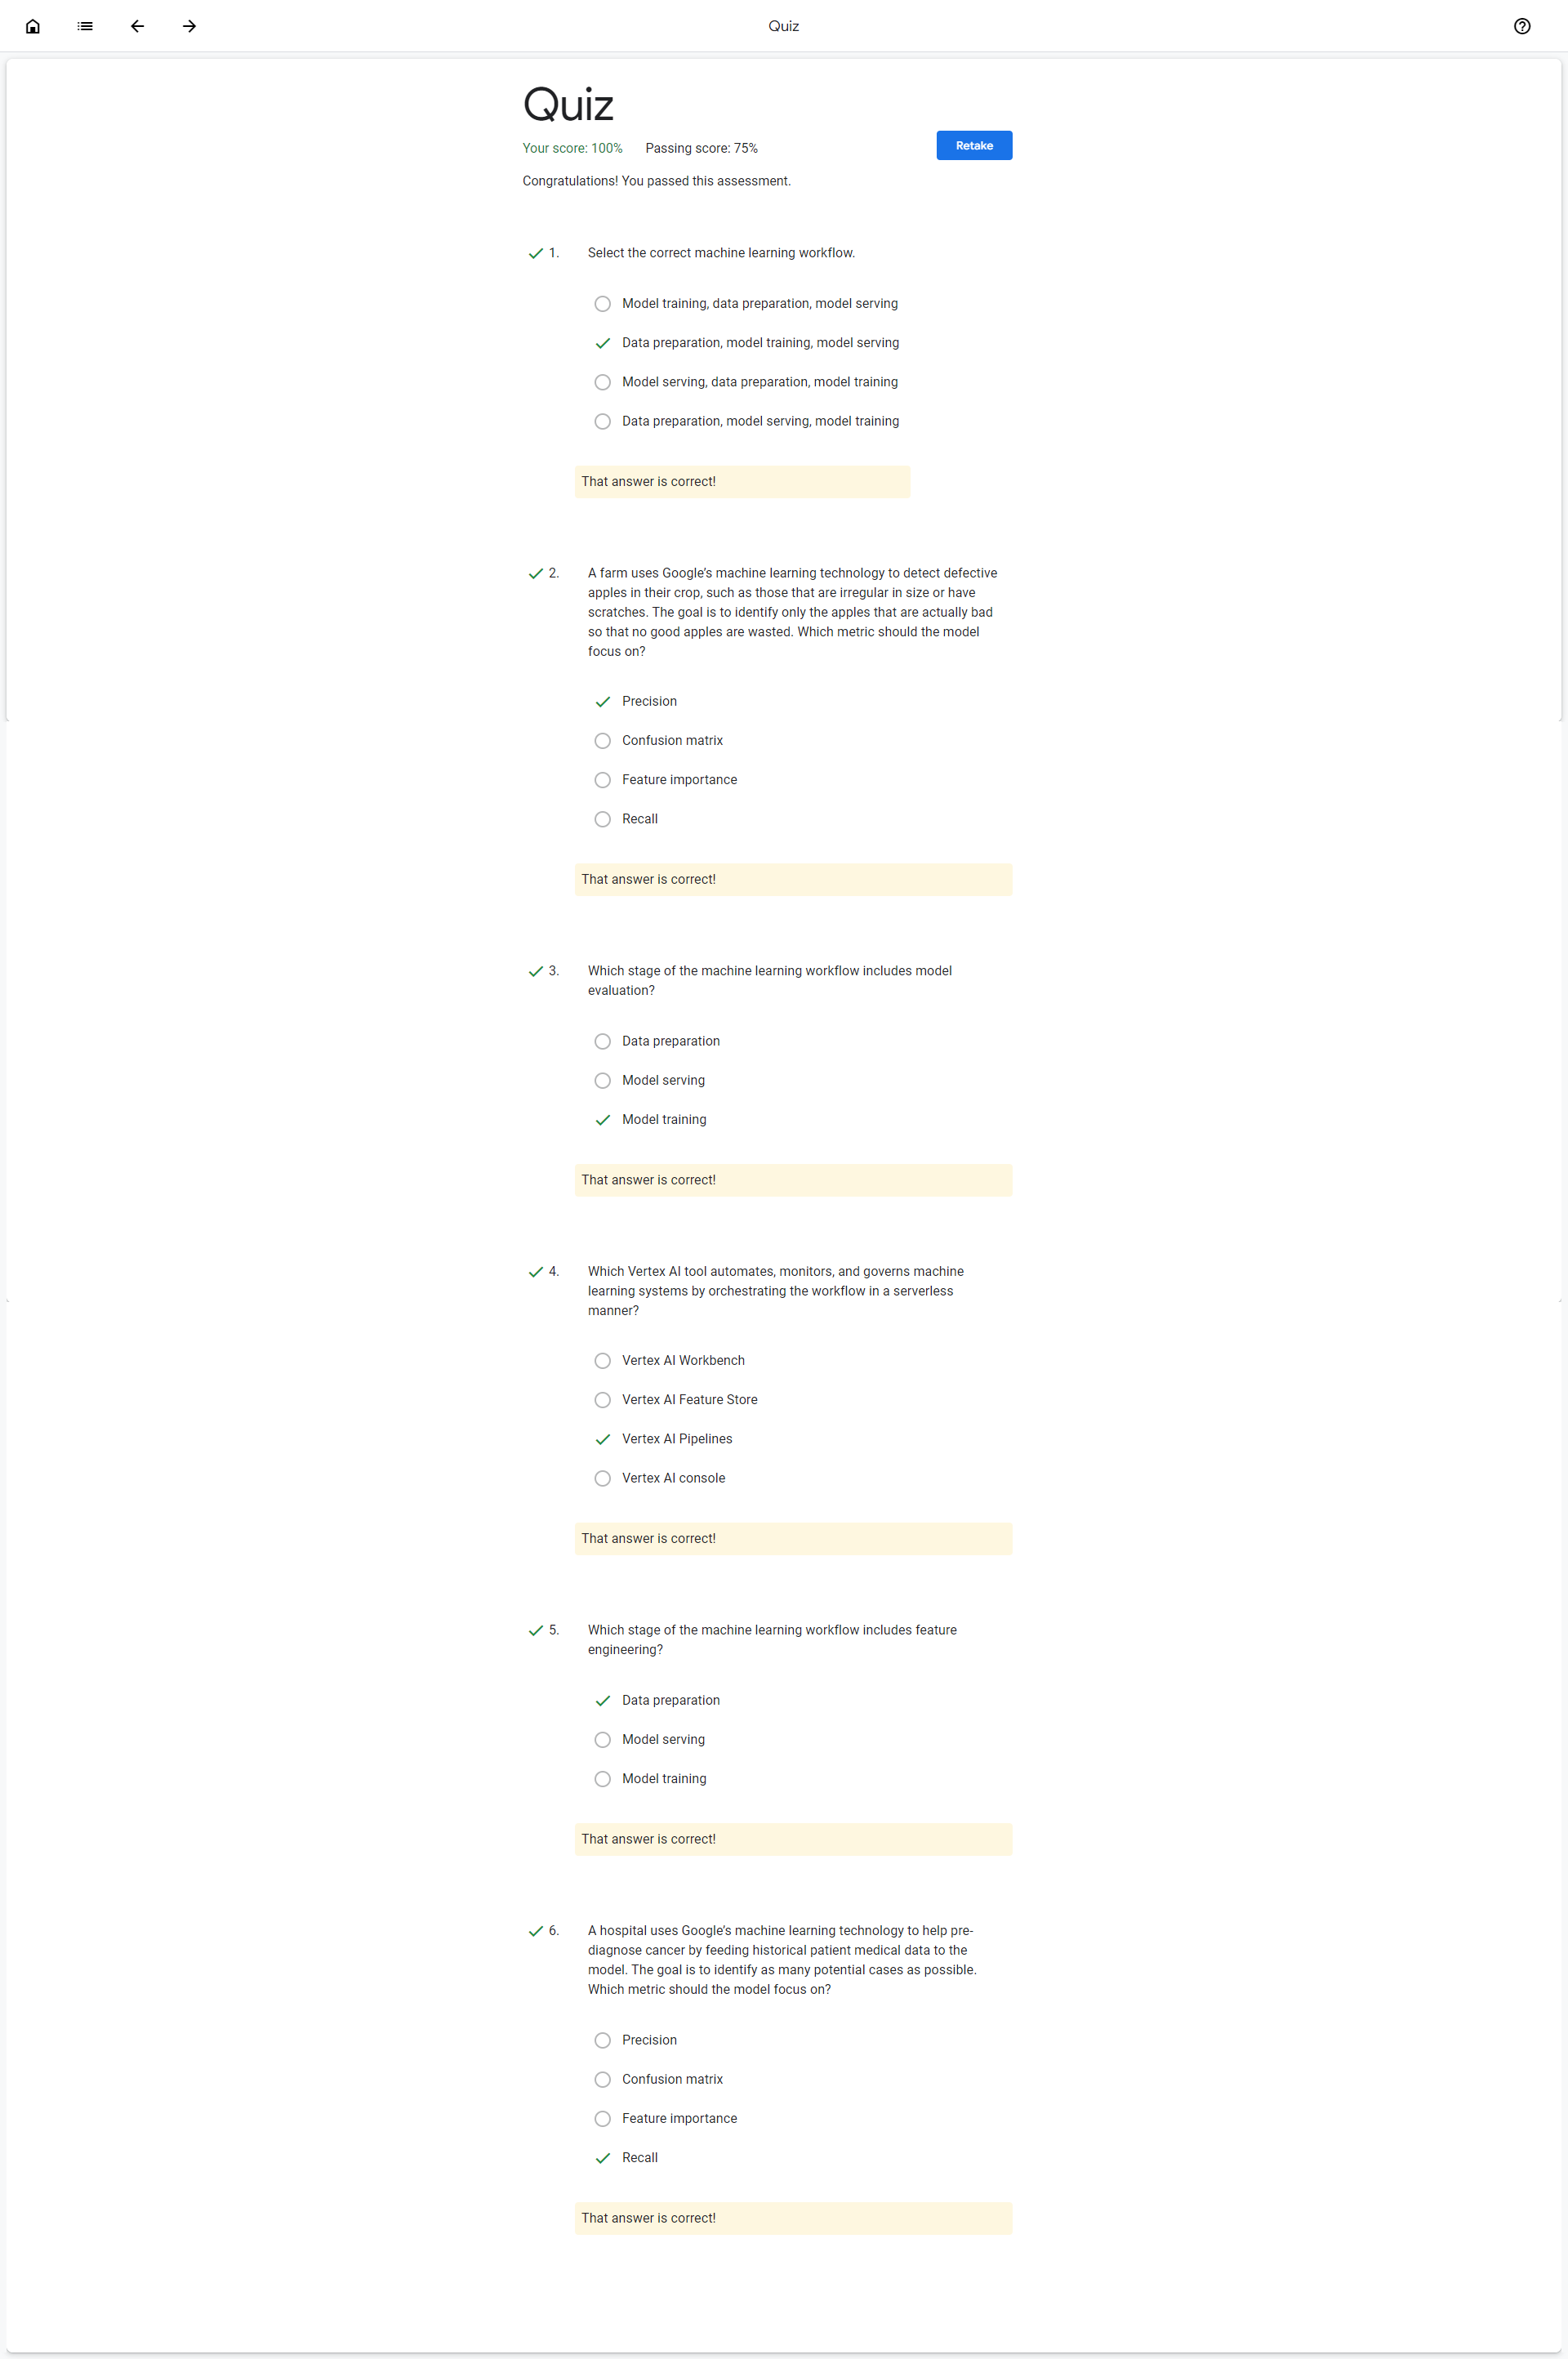 Quiz
Quiz
Your score: 100% Passing score: 75%
Retake
Congratulations! You passed this assessment.
1. Select the correct machine learning workflow.
Model training, data preparation, model serving
Data preparation, model training, model serving
Model serving, data preparation, model training
Data preparation, model serving, model training
That answer is correct!
2. A farm uses Google’s machine learning technology to detect defective
apples in their crop, such as those that are irregular in size or have
scratches. The goal is to identify only the apples that are actually bad
so that no good apples are wasted. Which metric should the model
focus on?
Precision
Confusion matrix
Feature importance
Recall
That answer is correct!
3. Which stage of the machine learning workflow includes model
evaluation?
Data preparation
Model serving
Model training
That answer is correct!
4. Which Vertex AI tool automates, monitors, and governs machine
learning systems by orchestrating the workflow in a serverless
manner?
Vertex AI Workbench
Vertex AI Feature Store
Vertex AI Pipelines
Vertex AI console
That answer is correct!
5. Which stage of the machine learning workflow includes feature
engineering?
Data preparation
Model serving
Model training
That answer is correct!
6. A hospital uses Google’s machine learning technology to help pre-
diagnose cancer by feeding historical patient medical data to the
model. The goal is to identify as many potential cases as possible.
Which metric should the model focus on?
Precision
Confusion matrix
Feature importance
Recall
That answer is correct!